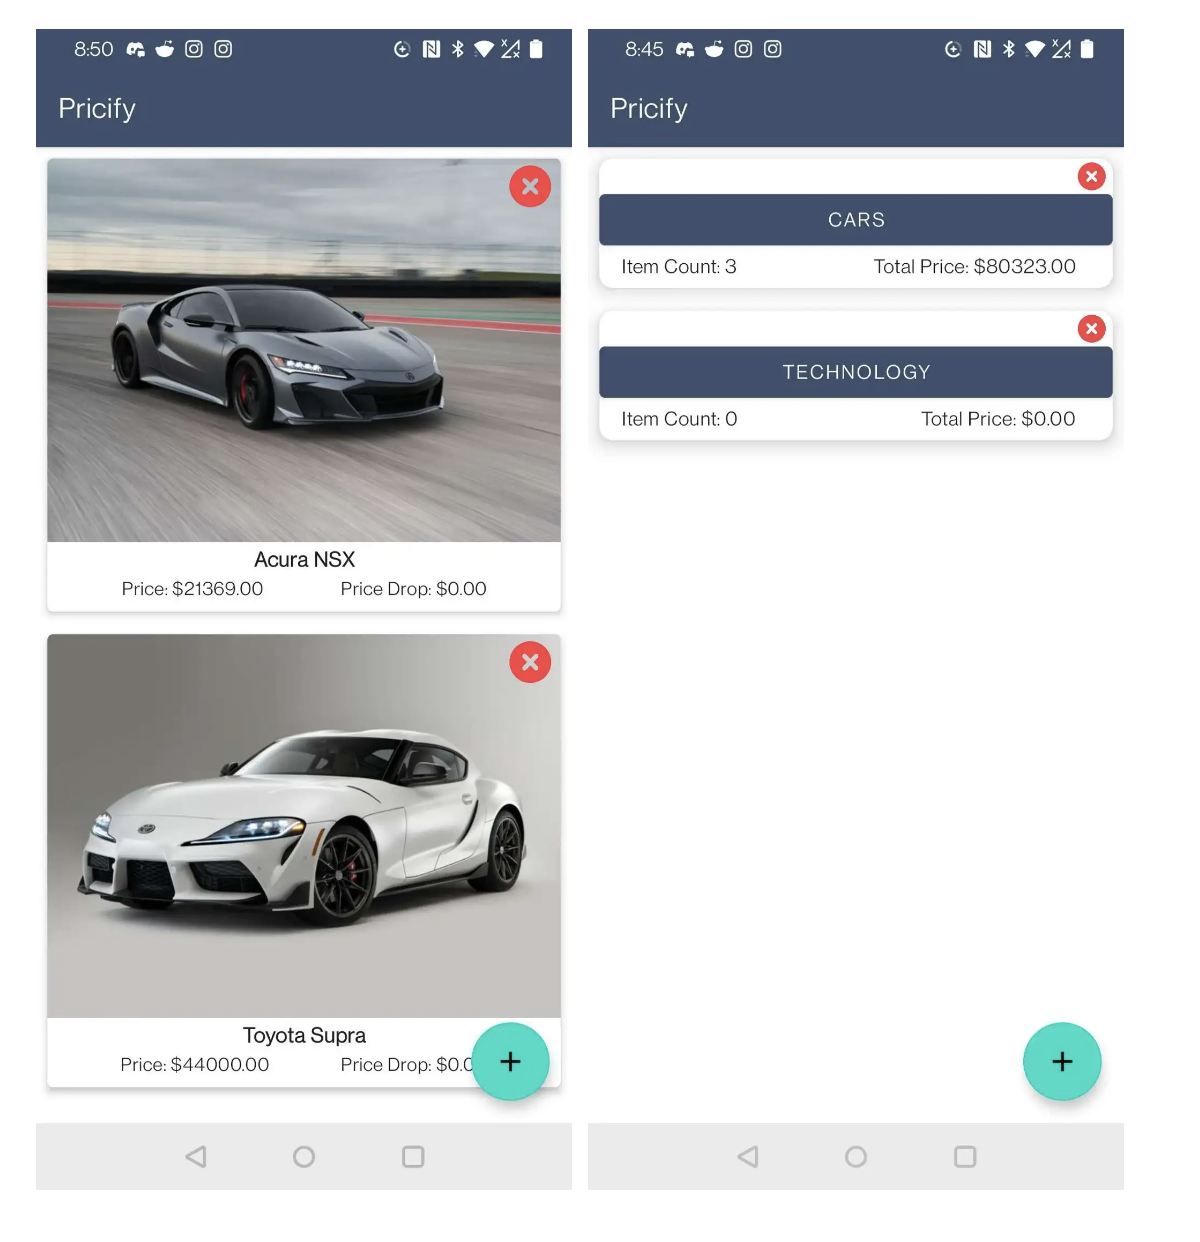 8:50
Pricify
Acura NSX
Price: $21369.00 Price Drop: $0.00
Toyota Supra
Price: $44000.00 Price Drop: $0.0
+
8:45
Pricify
CARS
Item Count: 3 Total Price: $80323.00
TECHNOLOGY
Item Count: 0 Total Price: $0.00
+